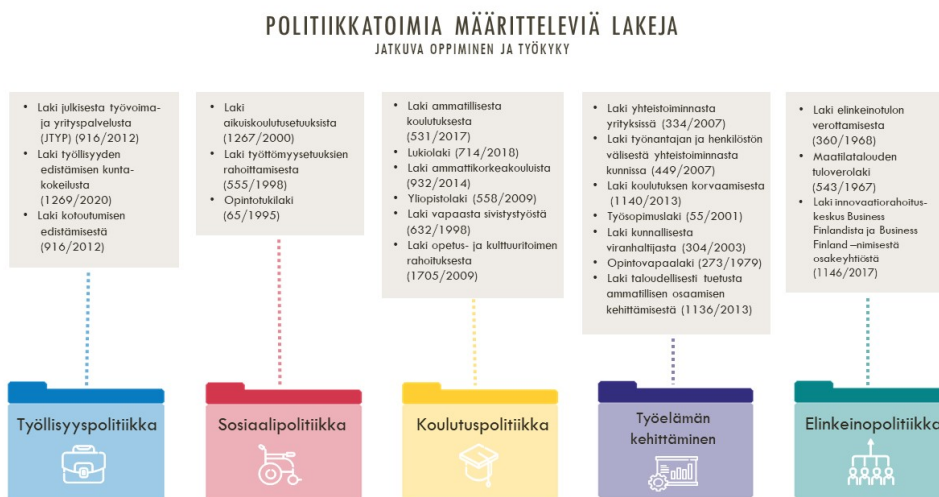 POLITIIKKATOIMIA MÄÄRITTELEVIÄ LAKEJA
JATKUVA OPPIMINEN JA TYÖKYKY
• Laki julkisesta työvoima-
ja yrityspalvelusta
(JTYP) (916/2012)
• Laki työllisyyden
edistämisen kunta-
kokeilusta
(1269/2020)
• Laki kotoutumisen
edistämisestä
(916/2012)
Työllisyyspolitiikka
• Laki
aikuiskoulutusetuuksista
(1267/2000)
• Laki työttömyysetuuksien
rahoittamisesta
(555/1998)
• Opintotukilaki
(65/1995)
Sosiaalipolitiikka
• Laki ammatillisesta
koulutuksesta
(531/2017)
• Lukiolaki (714/2018)
• Laki ammattikorkeakouluista
(932/2014)
• Yliopistolaki (558/2009)
• Laki vapaasta sivistystyöstä
(632/1998)
• Laki opetus- ja kulttuuritoimen
rahoituksesta
(1705/2009)
Koulutuspolitiikka
• Laki yhteistoiminnasta
yrityksissä (334/2007)
• Laki työnantajan ja henkilöstön
välisestä yhteistoiminnasta
kunnissa (449/2007)
• Laki koulutuksen korvaamisesta
(1140/2013)
• Työsopimuslaki (55/2001)
• Laki kunnallisesta
viranhaltijasta (304/2003)
• Opintovapaalaki (273/1979)
• Laki taloudellisesti tuetusta
ammatillisen osaamisen
kehittämisestä (1136/2013)
Työelämän
kehittäminen
• Laki elinkeinotulon
verottamisesta
(360/1968)
• Maatilatalouden
tuloverolaki
(543/1967)
• Laki innovaatiorahoitus-
keskus Business
Finlandista ja Business
Finland –nimisestä
osakeyhtiöstä
(1146/2017)
Elinkeinopolitiikka